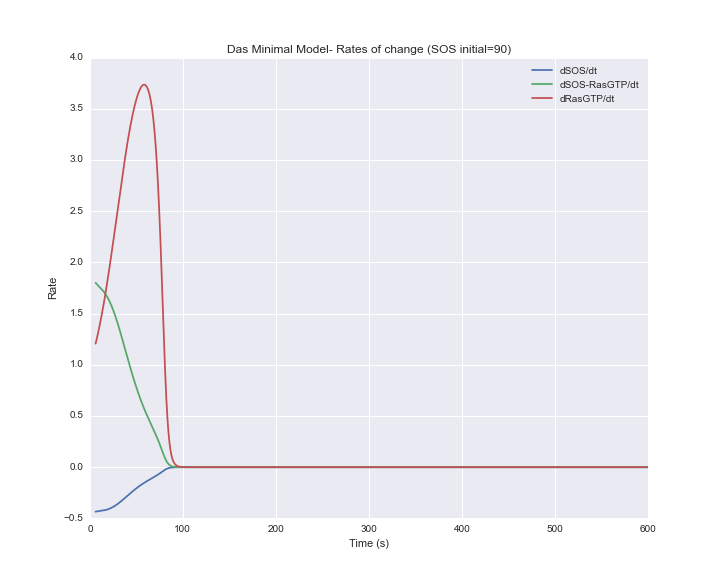 Das Minimal Model- Rates of change (SOS initial=90)
dSOS/dt
dSOS-RasGTP/dt
dRasGTP/dt
4.0
3.5
3.0
2.5
2.0
1.5
1.0
0.5
0.0
−0.5
Rate
0 100 200 300 400 500 600
Time (s)